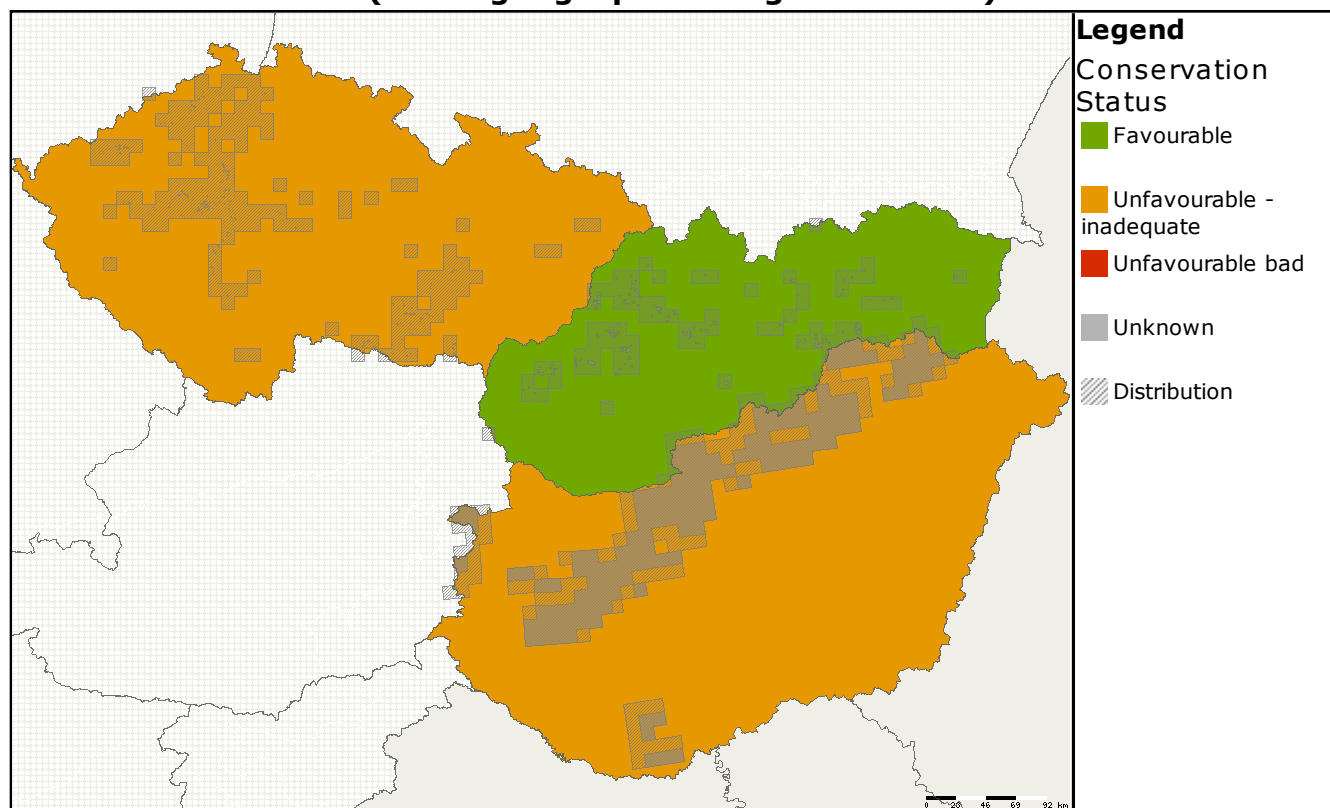 Legend
Conservation
Status
Favourable
Unfavourable -
inadequate
Unfavourable bad
Unknown
Distribution
0 20 46 69 92 km